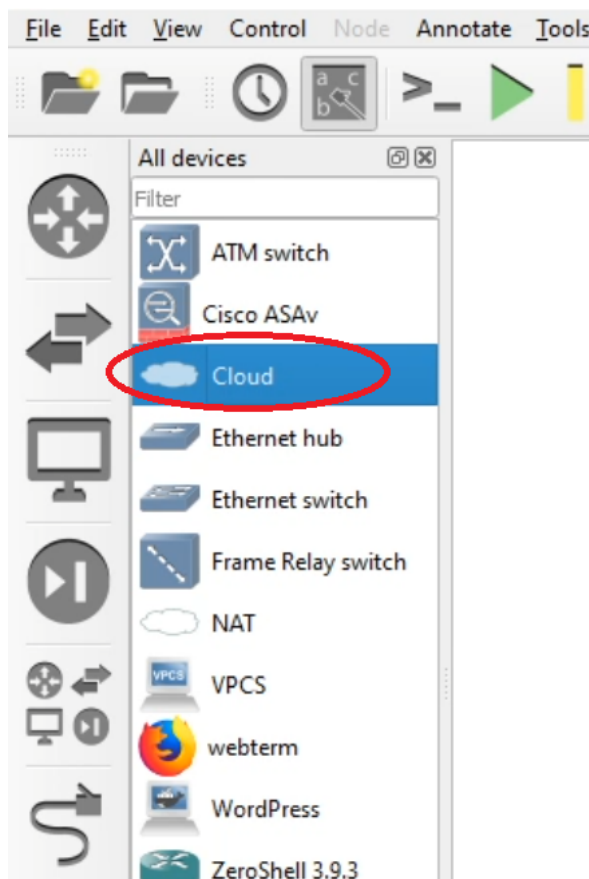 File Edit View Control Node Annotate Tools
a c
b
>_
All devices
Filter
ATM switch
Cisco ASAv
Cloud
Ethernet hub
Ethernet switch
Frame Relay switch
NAT
VPCS
VPCS
webterm
WordPress
ZeroShell 3.9.3